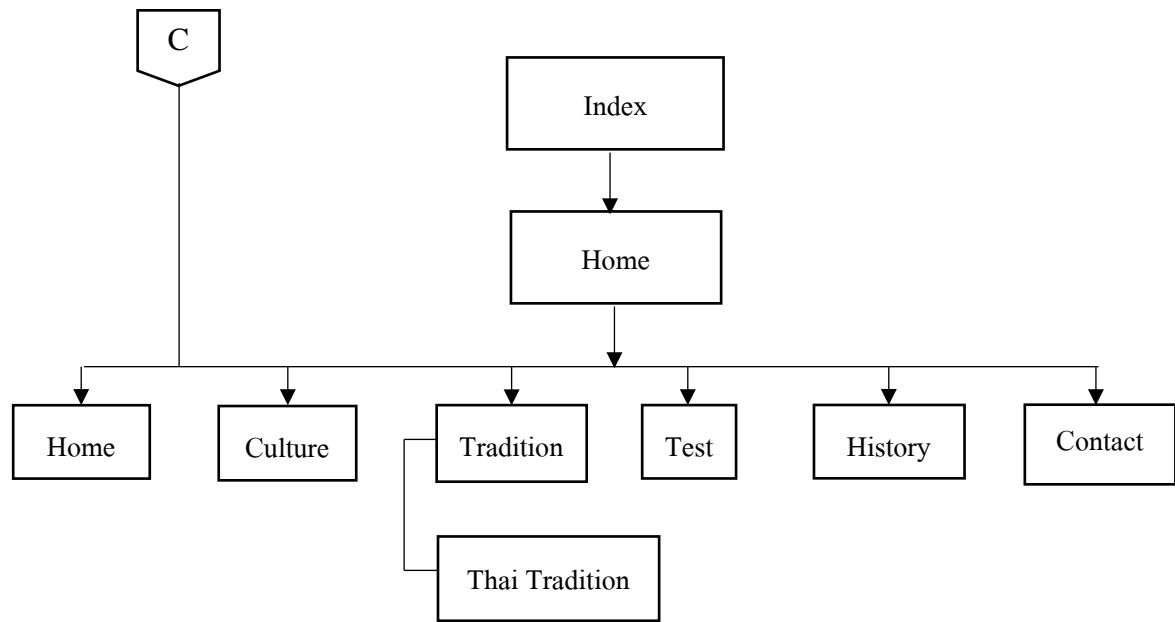 C
Index
Home
Home
Culture
Tradition
Test
History
Contact
Thai Tradition